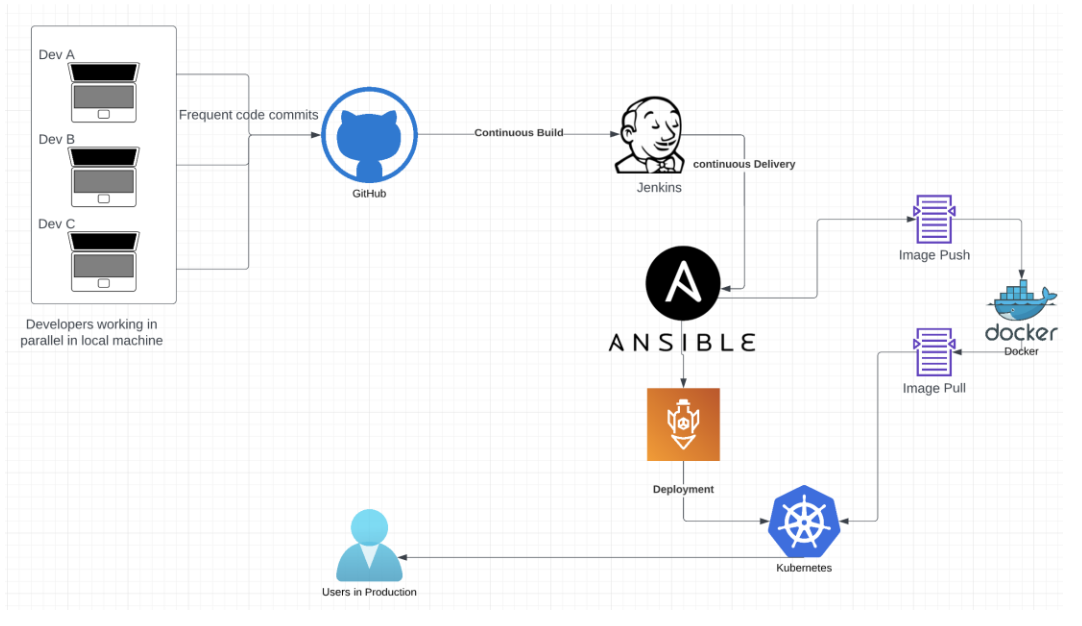 Dev A
Frequent code commits
Dev B
Dev C
Developers working in
parallel in local machine
GitHub
Continuous Build
Jenkins
continuous Delivery
ANSIBLE
Image Push
docker
Docker
Image Pull
Deployment
Kubernetes
Users in Production